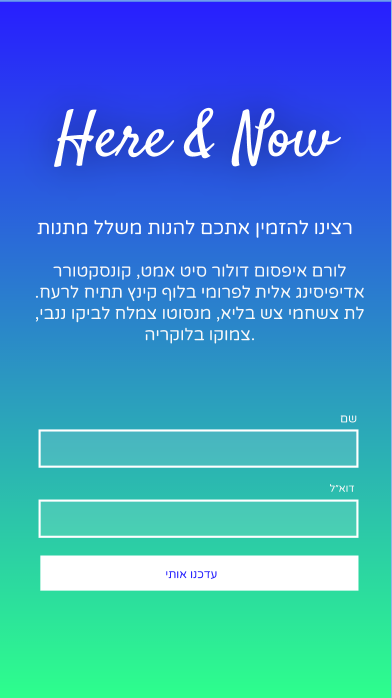 Here & Now
רצינו להזמין אתכם להנות משלל מתנות
לורם איפסום דולור סיט אמט, קונסקטורר
אדיפיסינג אלית לפרומי בלוף קינץ תתיח לרעח.
לת צשחמי צש בליא, מנסוטו צמלח לביקו ננבי,
צמוקו בלוקריה.
שם
דוא״ל
עדכנו אותי